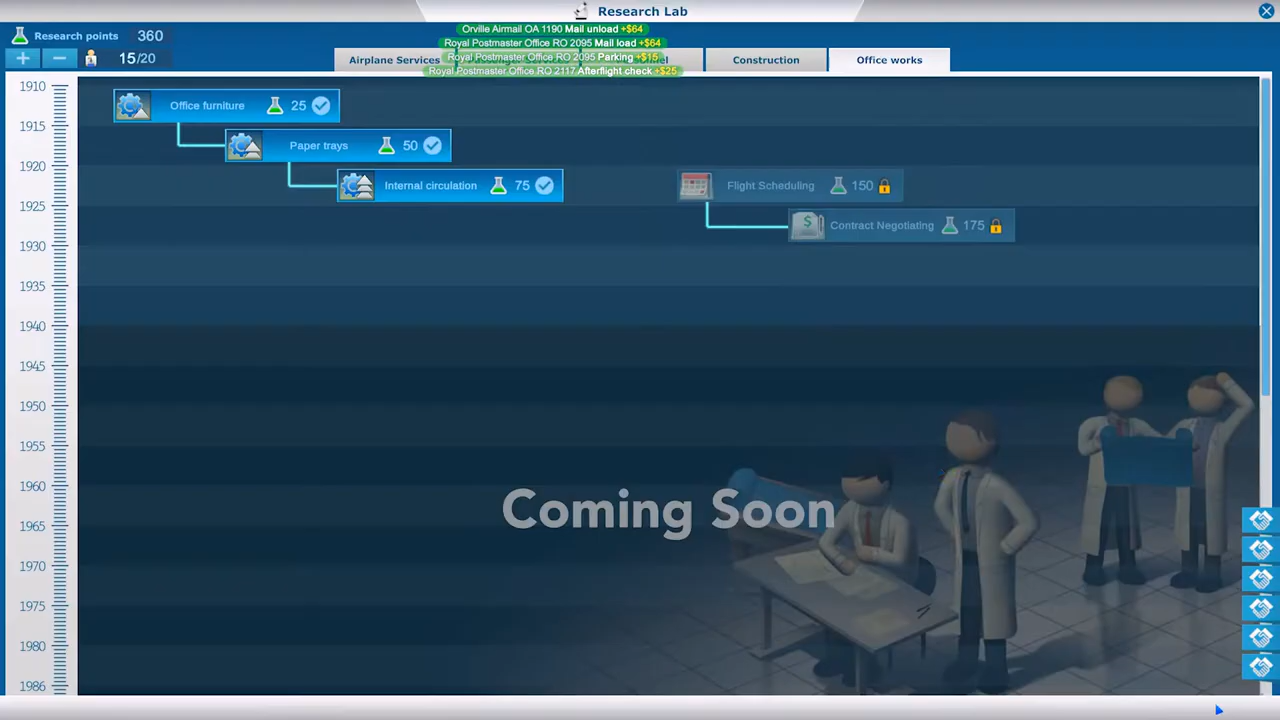 Research Lab
Research points 360
15/20
Orville Airmail OA 1190 Mail unload +$64
Royal Postmaster Office RO 2095 Mail load +$64
Royal Postmaster Office RO 2095 Parking +$15
Royal Postmaster Office RO 2117 Afterflight check +$25
Airplane Services
Construction
Office works
1910
Office furniture 25
1915
Paper trays 50
1920
Internal circulation 75
Flight Scheduling 150
1925
Contract Negotiating 175
1930
1935
1940
1945
1950
1955
1960
Coming Soon
1965
1970
1975
1980
1986